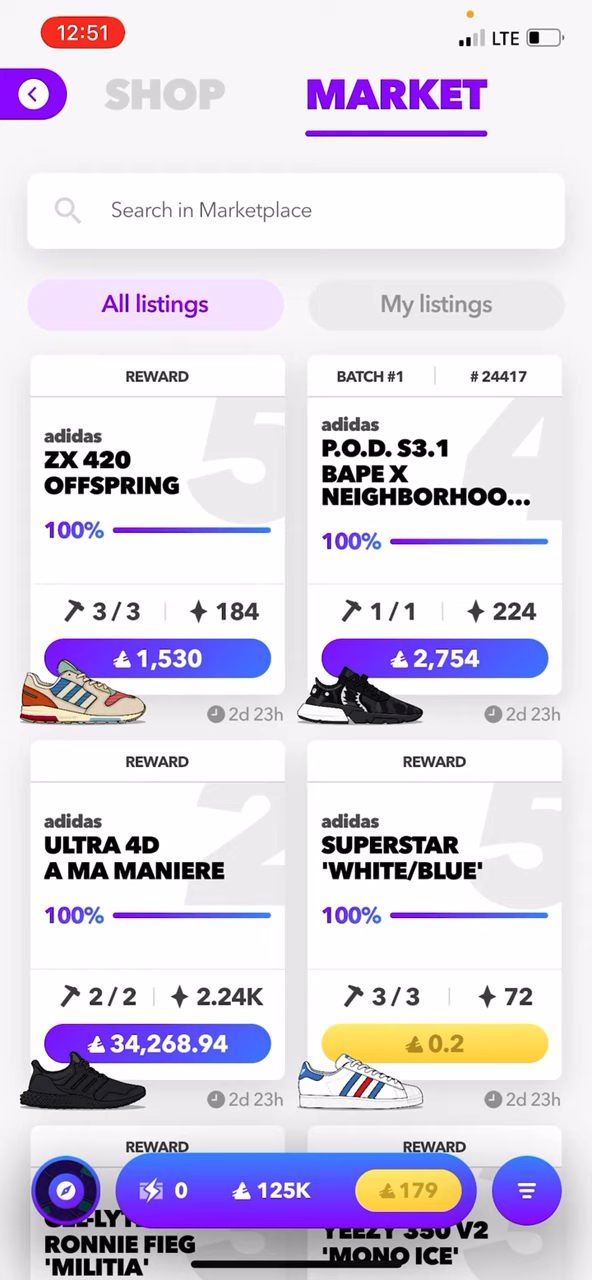 12:51
LTE
SHOP
MARKET
Search in Marketplace
All listings
My listings
REWARD
adidas
ZX 420
OFFSPRING
100%
3 / 3
184
1,530
2d 23h
BATCH #1
# 24417
adidas
P.O.D. S3.1
BAPE X
NEIGHBORHOO...
100%
1 / 1
224
2,754
2d 23h
REWARD
adidas
ULTRA 4D
A MA MANIERE
100%
2 / 2
2.24K
34,268.94
2d 23h
REWARD
adidas
SUPERSTAR
'WHITE/BLUE'
100%
3 / 3
72
0.2
2d 23h
REWARD
RONNIE FIEG
'MILITIA'
REWARD
YEEZY 350 V2
'MONO ICE'
0
125K
179